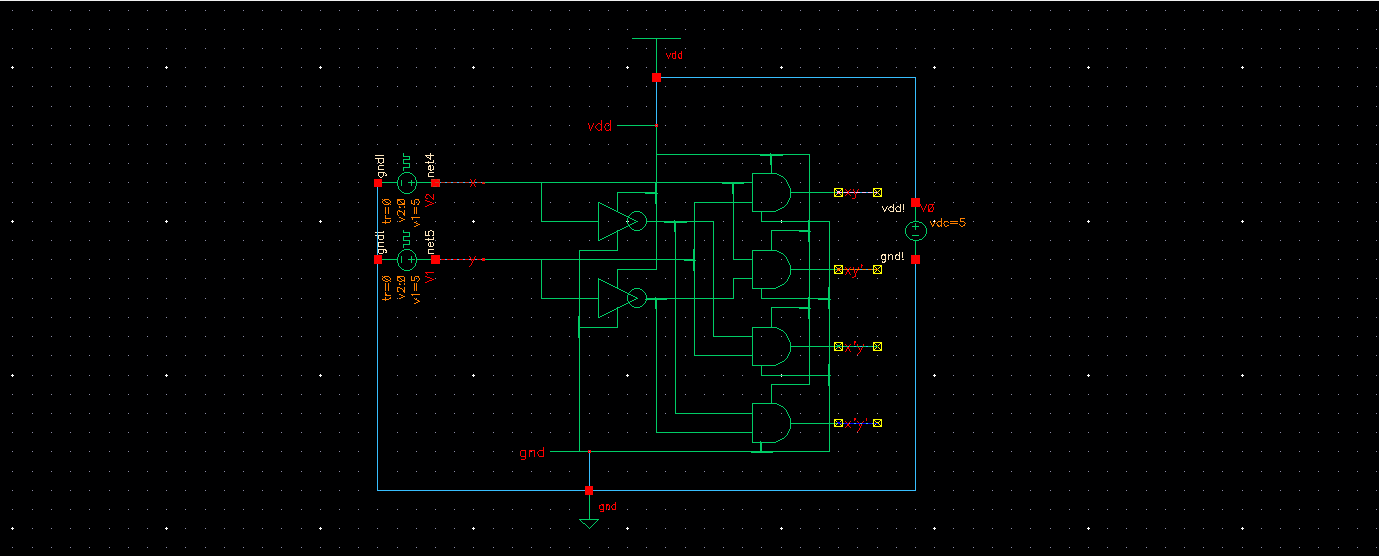 vdd
vdd
gnd!
net4
x
V2
tr=0
v2:0
v1=5
gnd!
net5
y
V1
tr=0
v2:0
v1=5
xy
xy'
x'y
x'y'
vdd!
V0
vdc=5
gnd!
gnd
gnd